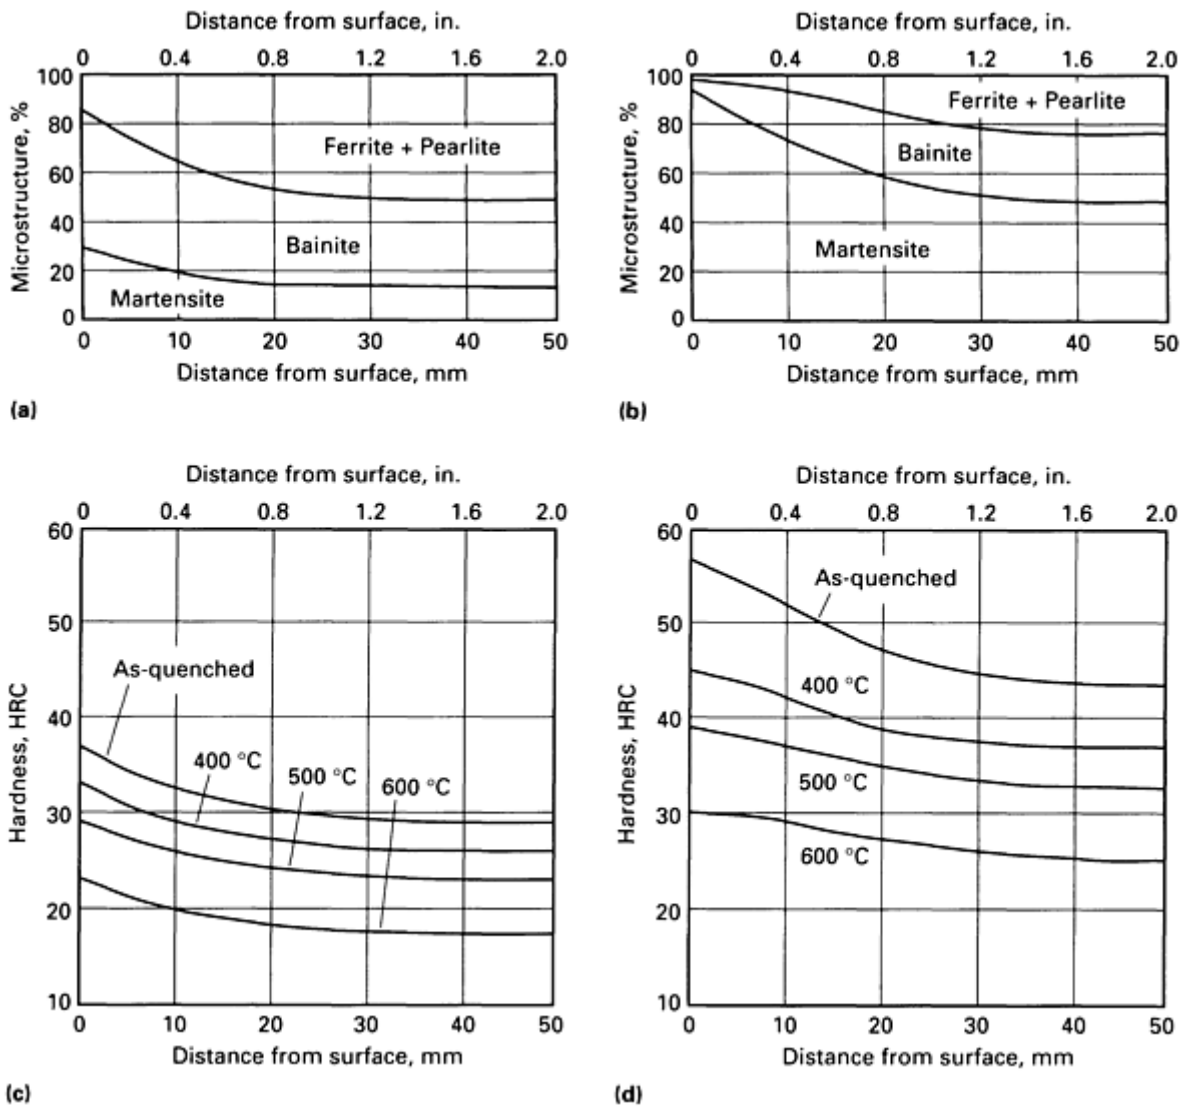 Distance from surface, in.
0 0.4 0.8 1.2 1.6 2.0
Microstructure, %
100
80
60
40
20
0
Ferrite + Pearlite
Bainite
Martensite
0 10 20 30 40 50
Distance from surface, mm
(a)
Distance from surface, in.
0 0.4 0.8 1.2 1.6 2.0
Microstructure, %
100
80
60
40
20
0
Ferrite + Pearlite
Bainite
Martensite
0 10 20 30 40 50
Distance from surface, mm
(b)
Distance from surface, in.
0 0.4 0.8 1.2 1.6 2.0
Hardness, HRC
60
50
40
30
20
10
As-quenched
400 °C
500 °C
600 °C
0 10 20 30 40 50
Distance from surface, mm
(c)
Distance from surface, in.
0 0.4 0.8 1.2 1.6 2.0
Hardness, HRC
60
50
40
30
20
10
As-quenched
400 °C
500 °C
600 °C
0 10 20 30 40 50
Distance from surface, mm
(d)